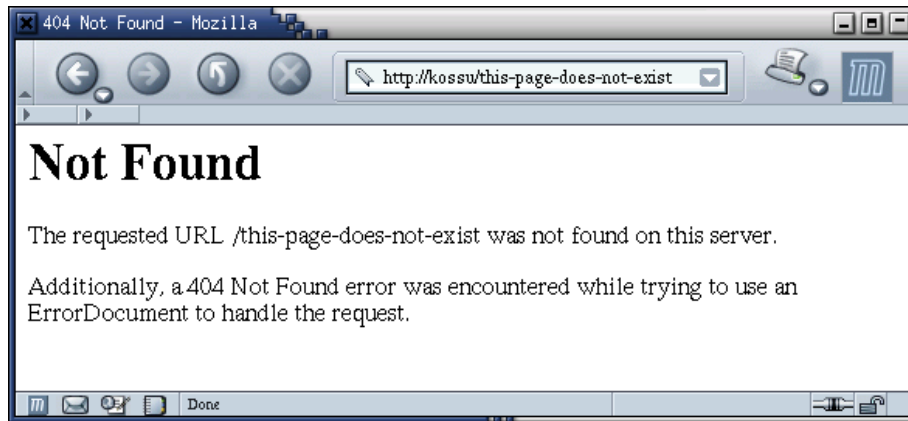 404 Not Found - Mozilla
http://kossu/this-page-does-not-exist
Not Found
The requested URL /this-page-does-not-exist was not found on this server.
Additionally, a 404 Not Found error was encountered while trying to use an
ErrorDocument to handle the request.
Done